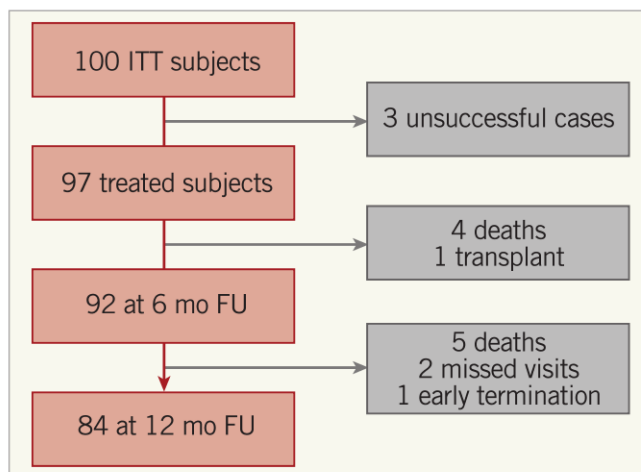 100 ITT subjects
3 unsuccessful cases
97 treated subjects
4 deaths
1 transplant
92 at 6 mo FU
5 deaths
2 missed visits
1 early termination
84 at 12 mo FU